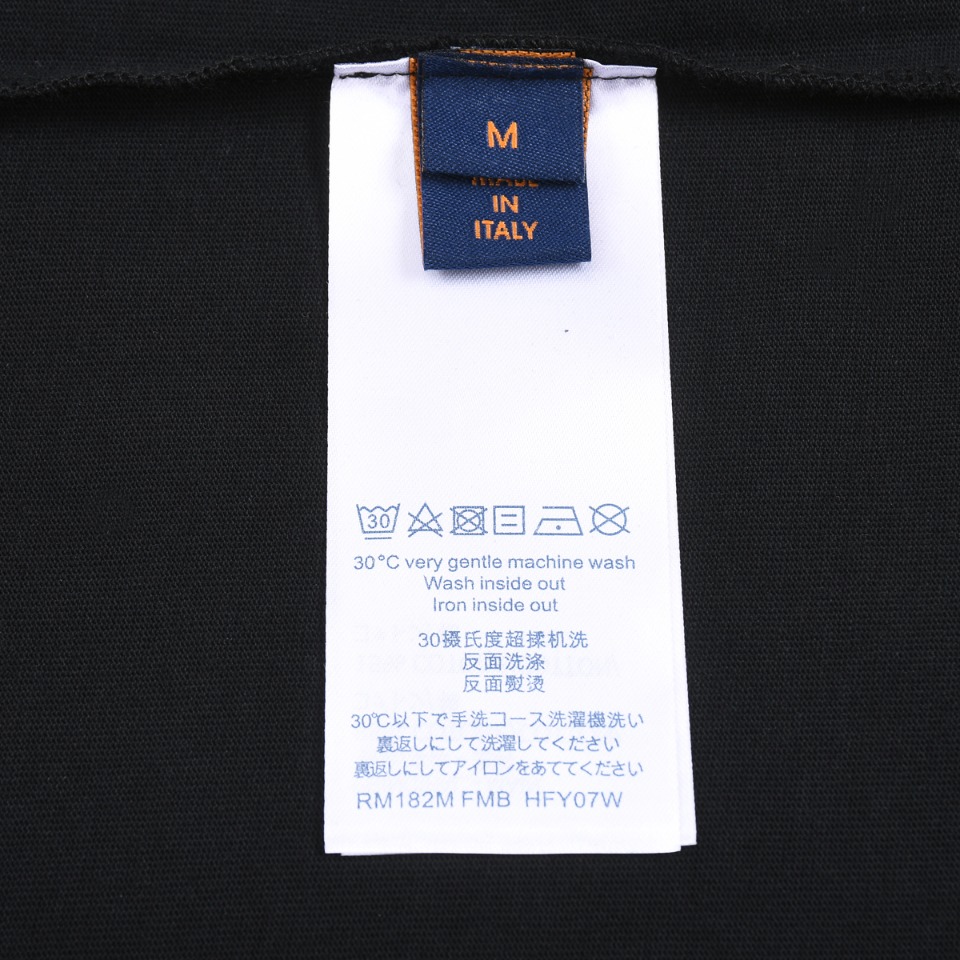 M
MADE
IN
ITALY
30
30°C very gentle machine wash
Wash inside out
Iron inside out
30摄氏度超揉机洗
反面洗涤
反面熨烫
30℃以下で手洗コース洗濯機洗い
裏返しにして洗濯してください
裏返しにしてアイロンをあててください
RM182M FMB HFY07W